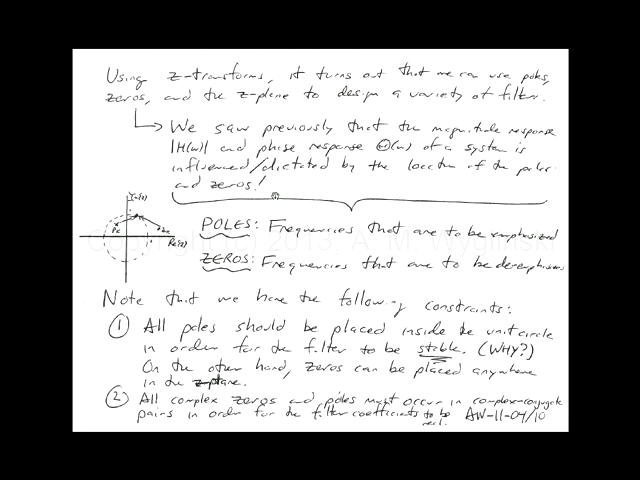 Using z-transforms, it turns out that we can use poles,
zeros, and the z-plane to design a variety of filter.
We saw previously that the magnitude response
|H(ω)| and phase response Θ(ω) of a system is
influenced/dictated by the location of the poles
and zeros!
Im(z)
Re(z)
POLES: Frequencies that are to be emphasized
Copyright (c) 2013, A. M. Wyglinski
ZEROS: Frequencies that are to be deemphasized
Note that we have the following constraints:
① All poles should be placed inside the unit circle
in order for the filter to be stable. (WHY?)
On the other hand, zeros can be placed anywhere
in the z-plane.
② All complex zeros and poles must occur in complex-conjugate
pairs in order for the filter coefficients to be
real.
AW-11-04/10